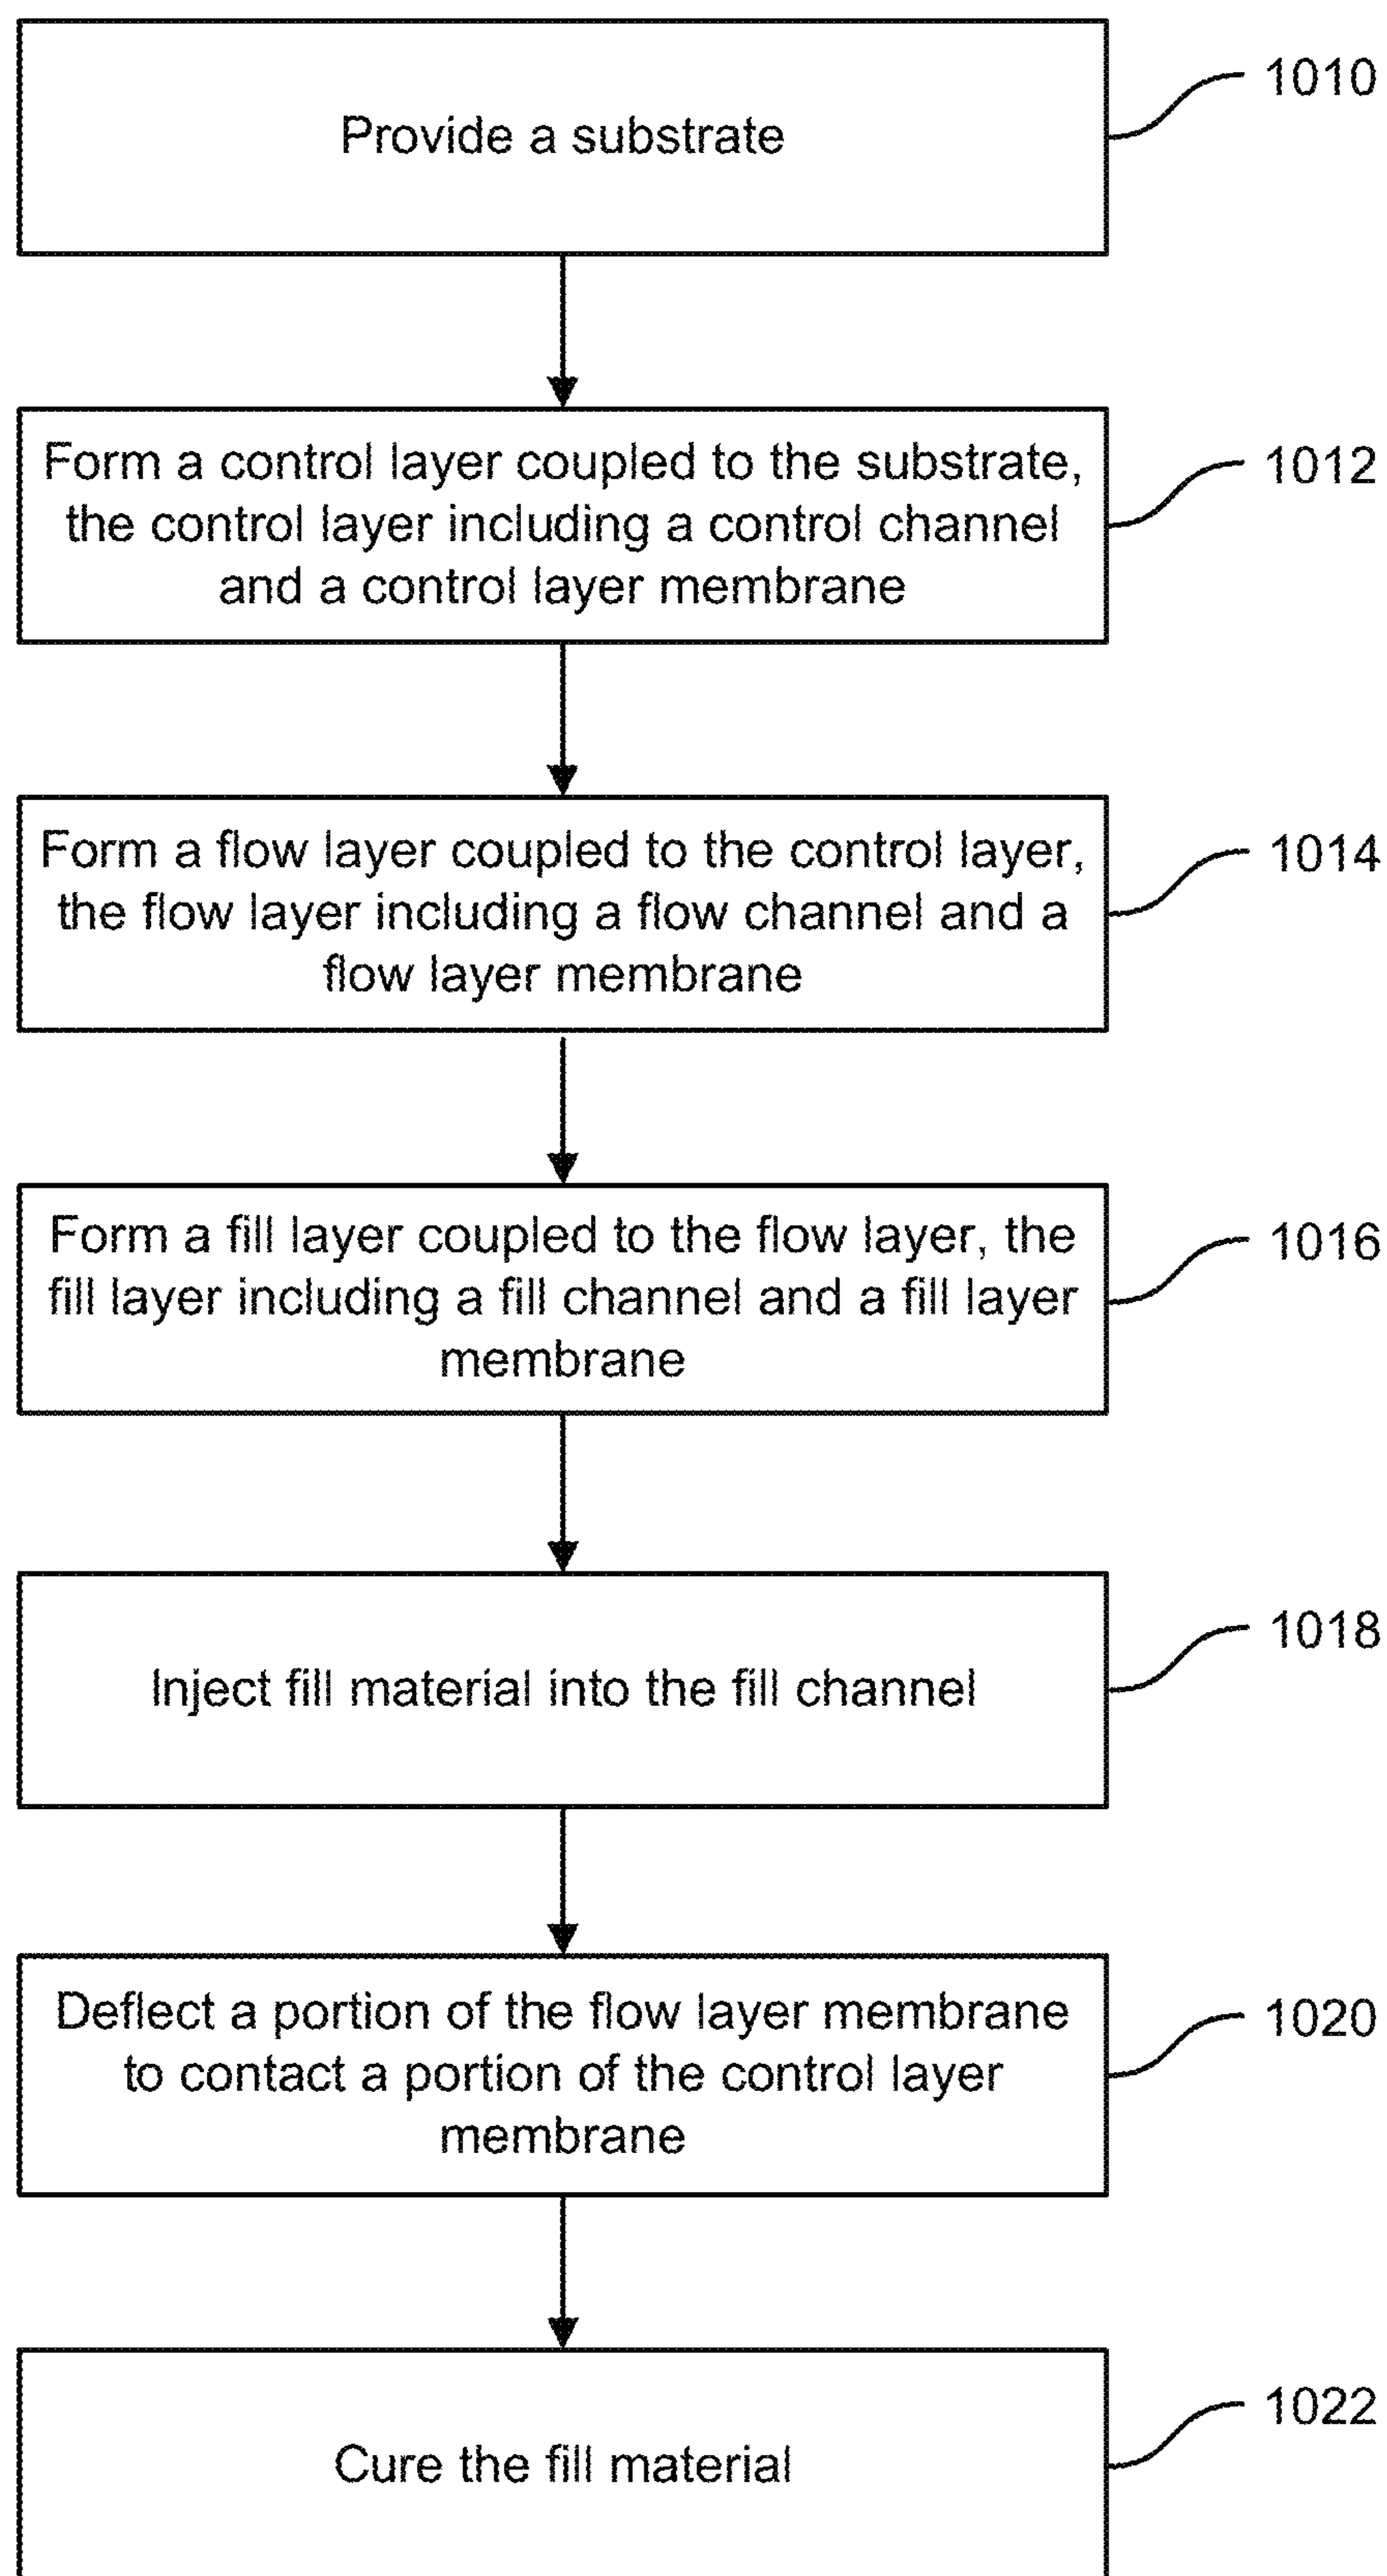 Provide a substrate
1010
Form a control layer coupled to the substrate,
the control layer including a control channel
and a control layer membrane
1012
Form a flow layer coupled to the control layer,
the flow layer including a flow channel and a
flow layer membrane
1014
Form a fill layer coupled to the flow layer, the
fill layer including a fill channel and a fill layer
membrane
1016
Inject fill material into the fill channel
1018
Deflect a portion of the flow layer membrane
to contact a portion of the control layer
membrane
1020
Cure the fill material
1022